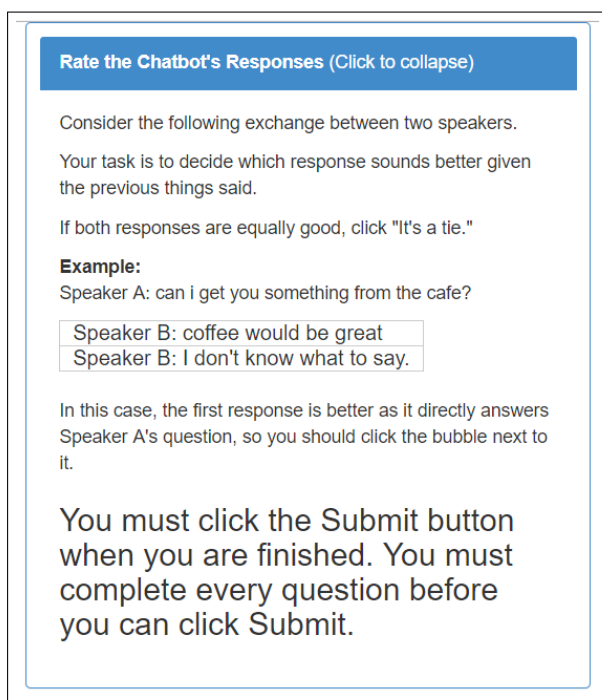 Rate the Chatbot's Responses (Click to collapse)
Consider the following exchange between two speakers.
Your task is to decide which response sounds better given
the previous things said.
If both responses are equally good, click "It's a tie."
Example:
Speaker A: can i get you something from the cafe?
Speaker B: coffee would be great
Speaker B: I don't know what to say.
In this case, the first response is better as it directly answers
Speaker A's question, so you should click the bubble next to
it.
You must click the Submit button
when you are finished. You must
complete every question before
you can click Submit.